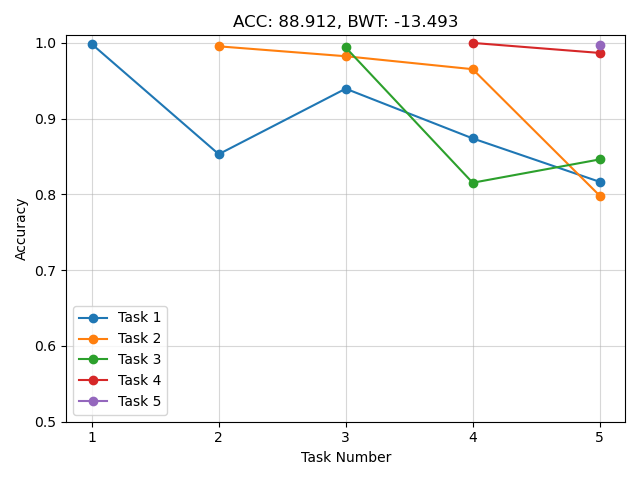 ACC: 88.912, BWT: -13.493
1.0
0.9
0.8
0.7
0.6
0.5
Accuracy
Task 1
Task 2
Task 3
Task 4
Task 5
1 2 3 4 5
Task Number